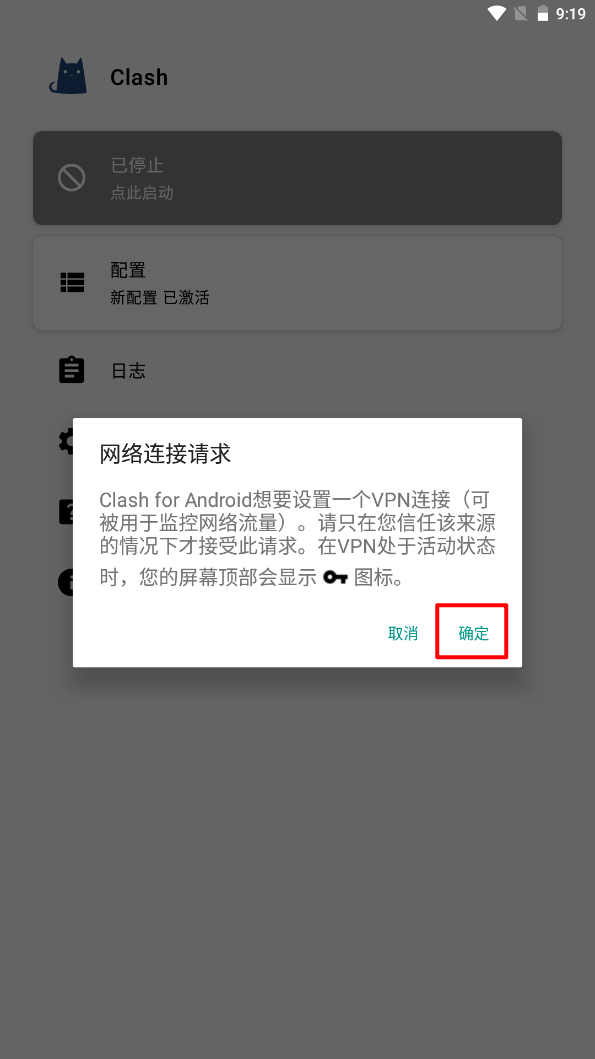 9:19
Clash
已停止
点此启动
配置
新配置 已激活
日志
网络连接请求
Clash for Android想要设置一个VPN连接（可
被用于监控网络流量）。请只在您信任该来源
的情况下才接受此请求。在VPN处于活动状态
时，您的屏幕顶部会显示 图标。
取消 确定